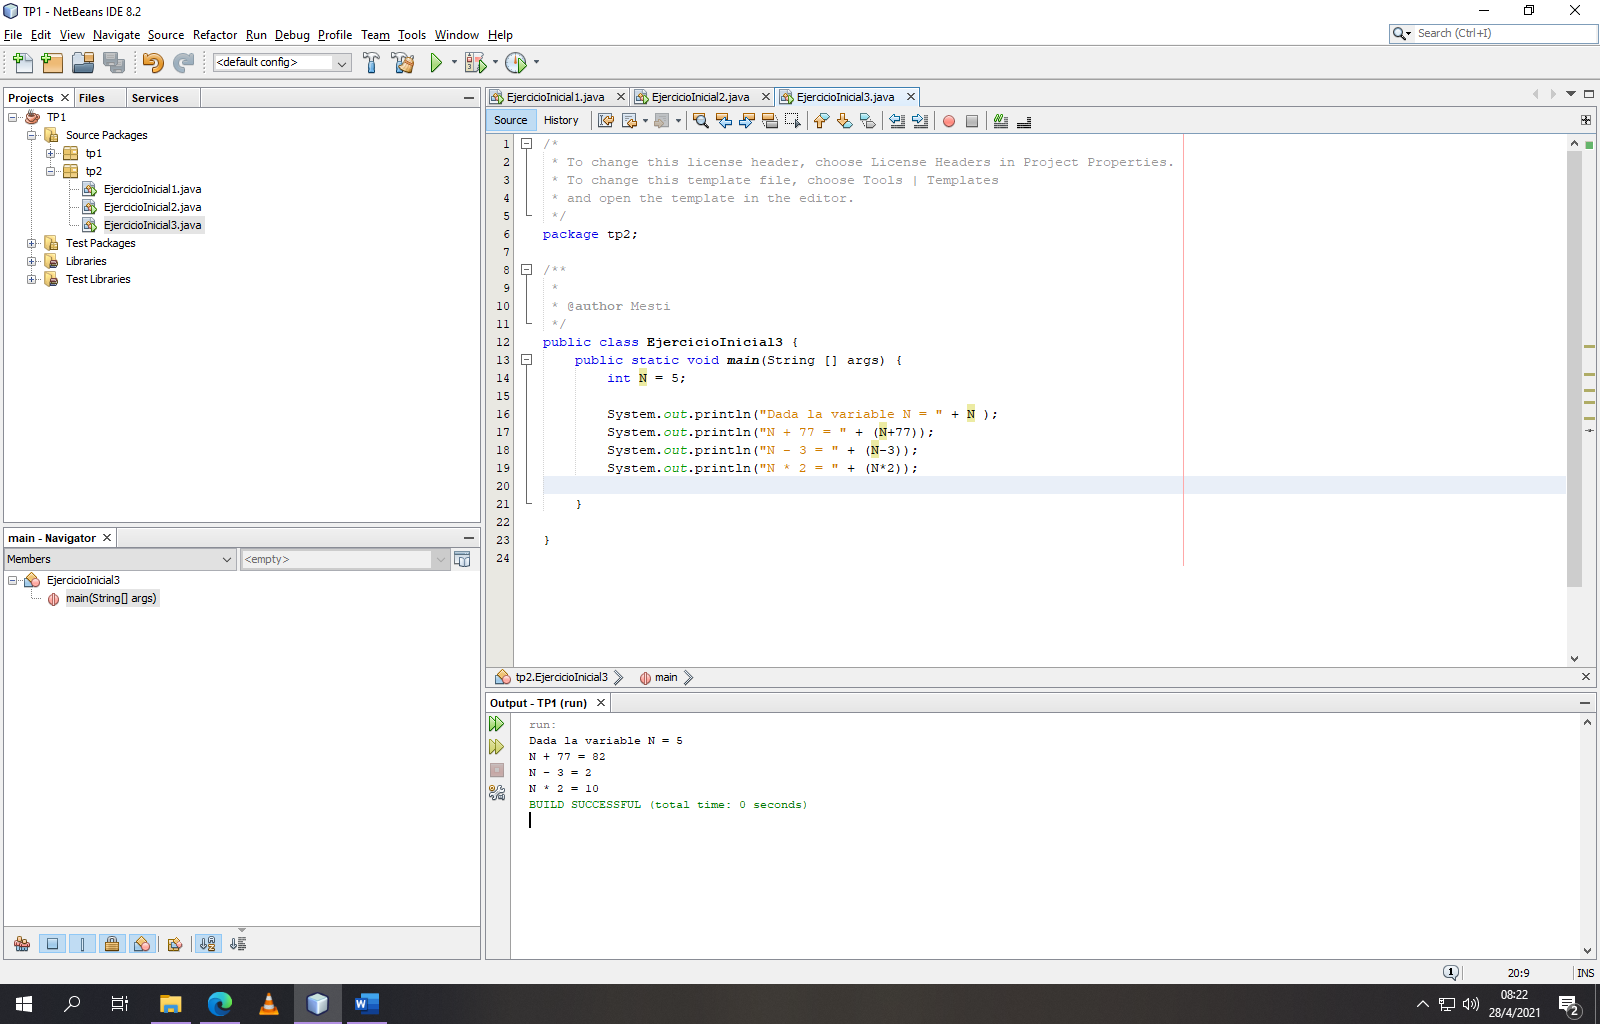 TP1 - NetBeans IDE 8.2
File Edit View Navigate Source Refactor Run Debug Profile Team Tools Window Help
Search (Ctrl+I)
<default config>
Projects Files Services
TP1
Source Packages
tp1
tp2
EjercicioInicial1.java
EjercicioInicial2.java
EjercicioInicial3.java
Test Packages
Libraries
Test Libraries
main - Navigator
Members <empty>
EjercicioInicial3
main(String[] args)
EjercicioInicial1.java EjercicioInicial2.java EjercicioInicial3.java
Source History
1 /*
2 * To change this license header, choose License Headers in Project Properties.
3 * To change this template file, choose Tools | Templates
4 * and open the template in the editor.
5 */
6 package tp2;
7
8 /**
9 *
10 * @author Mesti
11 */
12 public class EjercicioInicial3 {
13 public static void main(String [] args) {
14 int N = 5;
15
16 System.out.println("Dada la variable N = " + N );
17 System.out.println("N + 77 = " + (N+77));
18 System.out.println("N - 3 = " + (N-3));
19 System.out.println("N * 2 = " + (N*2));
20
21 }
22
23 }
24
tp2.EjercicioInicial3 main
Output - TP1 (run)
run:
Dada la variable N = 5
N + 77 = 82
N - 3 = 2
N * 2 = 10
BUILD SUCCESSFUL (total time: 0 seconds)
1 20:9 INS
08:22
28/4/2021
2